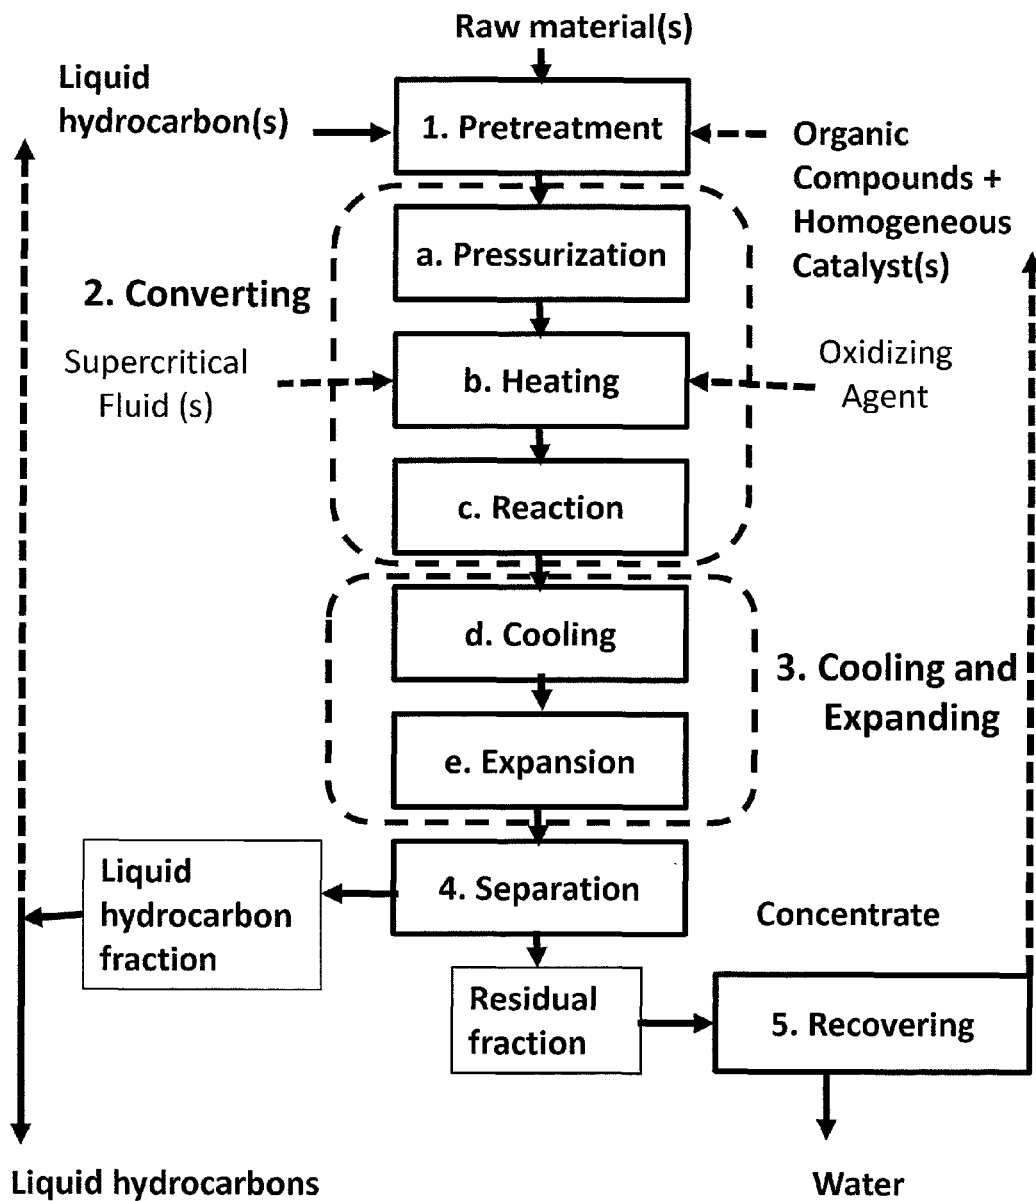 Raw material(s)
Liquid
hydrocarbon(s)
1. Pretreatment
Organic
Compounds +
Homogeneous
Catalyst(s)
a. Pressurization
2. Converting
Supercritical
Fluid (s)
b. Heating
Oxidizing
Agent
c. Reaction
d. Cooling
3. Cooling and
Expanding
e. Expansion
Liquid
hydrocarbon
fraction
4. Separation
Concentrate
Residual
fraction
5. Recovering
Liquid hydrocarbons
Water